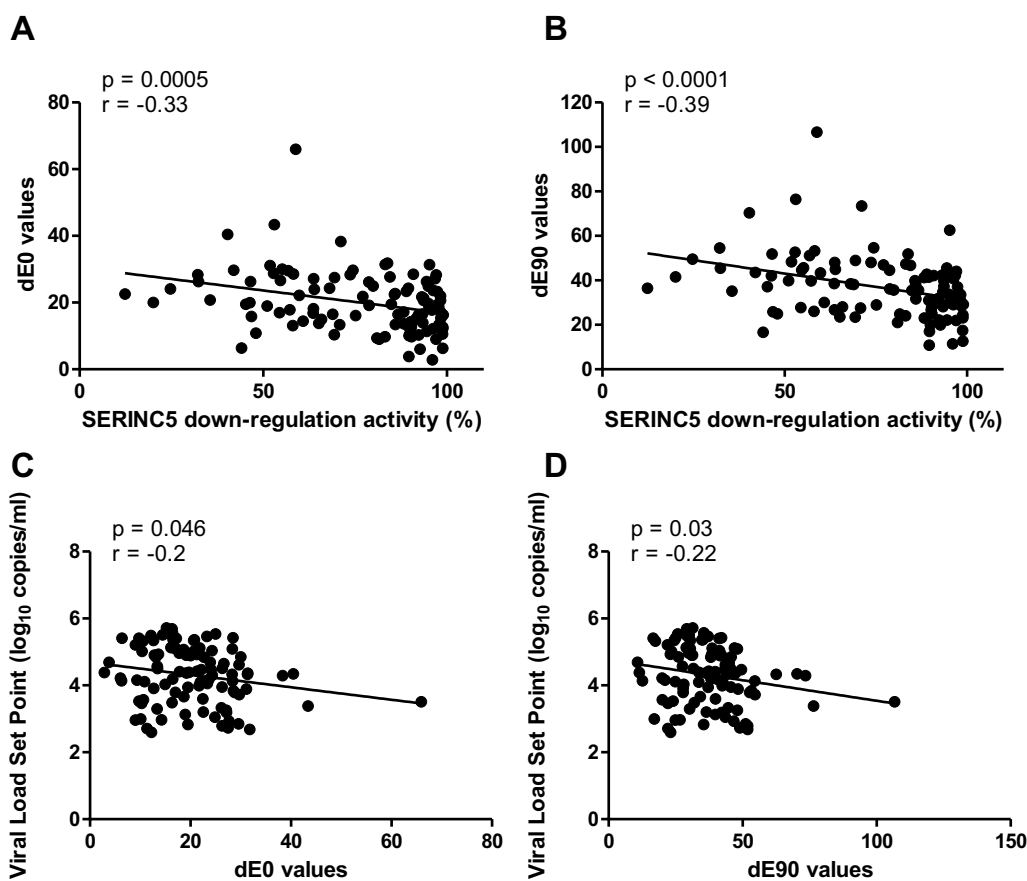 A
p = 0.0005
r = -0.33
80
60
40
20
0
dE0 values
0
50
100
SERINC5 down-regulation activity (%)
B
p < 0.0001
r = -0.39
120
100
80
60
40
20
0
dE90 values
0
50
100
SERINC5 down-regulation activity (%)
C
p = 0.046
r = -0.2
8
6
4
2
0
Viral Load Set Point (log₁₀ copies/ml)
0
20
40
60
80
dE0 values
D
p = 0.03
r = -0.22
8
6
4
2
0
Viral Load Set Point (log₁₀ copies/ml)
0
50
100
150
dE90 values